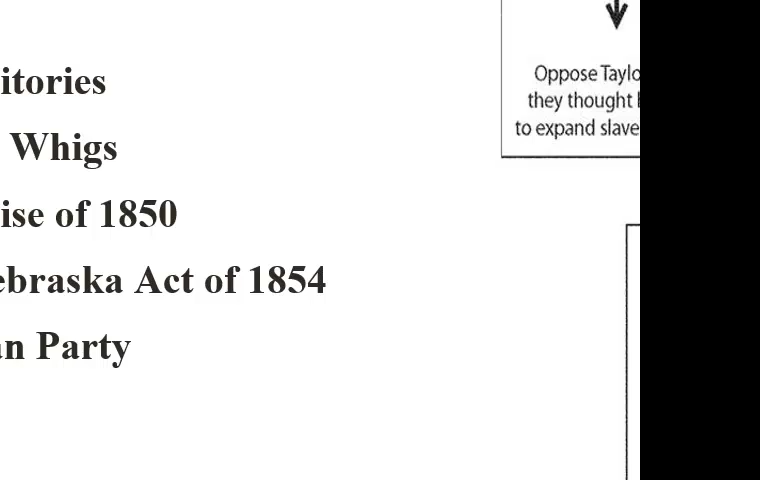 itories
Whigs
ise of 1850
ebraska Act of 1854
an Party
Oppose Taylo
they thought
to expand slave